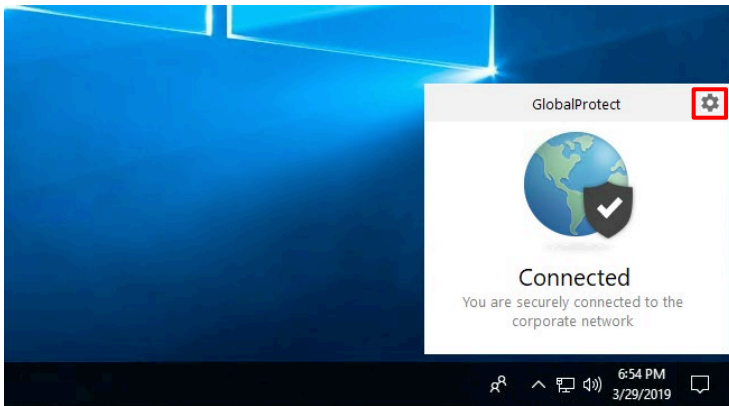 GlobalProtect
Connected
You are securely connected to the
corporate network
6:54 PM
3/29/2019